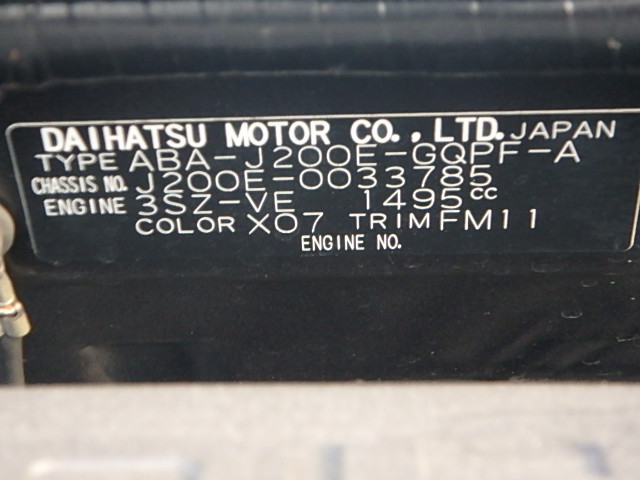 DAIHATSU MOTOR CO., LTD. JAPAN
TYPE ABA-J200E-GQPF-A
CHASSIS NO. J200E-0033785
ENGINE 3SZ-VE 1495cc
COLOR X07 TRIM FM11
ENGINE NO.